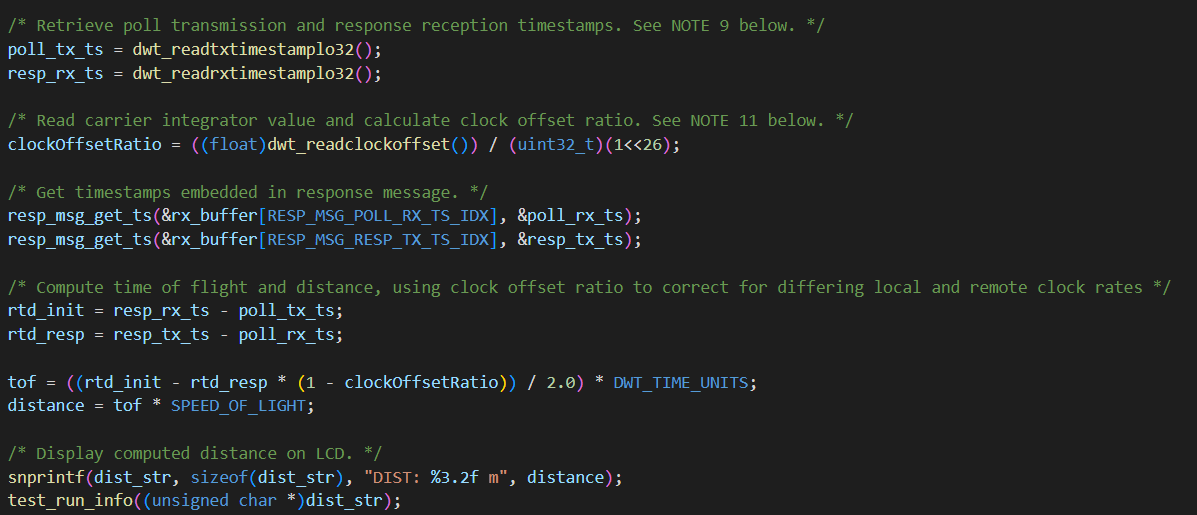 /* Retrieve poll transmission and response reception timestamps. See NOTE 9 below. */
poll_tx_ts = dwt_readtxtimestamplo32();
resp_rx_ts = dwt_readrxtimestamplo32();
/* Read carrier integrator value and calculate clock offset ratio. See NOTE 11 below. */
clockOffsetRatio = ((float)dwt_readclockoffset()) / (uint32_t)(1<<26);
/* Get timestamps embedded in response message. */
resp_msg_get_ts(&rx_buffer[RESP_MSG_POLL_RX_TS_IDX], &poll_rx_ts);
resp_msg_get_ts(&rx_buffer[RESP_MSG_RESP_TX_TS_IDX], &resp_tx_ts);
/* Compute time of flight and distance, using clock offset ratio to correct for differing local and remote clock rates */
rtd_init = resp_rx_ts - poll_tx_ts;
rtd_resp = resp_tx_ts - poll_rx_ts;
tof = ((rtd_init - rtd_resp * (1 - clockOffsetRatio)) / 2.0) * DWT_TIME_UNITS;
distance = tof * SPEED_OF_LIGHT;
/* Display computed distance on LCD. */
snprintf(dist_str, sizeof(dist_str), "DIST: %3.2f m", distance);
test_run_info((unsigned char *)dist_str);